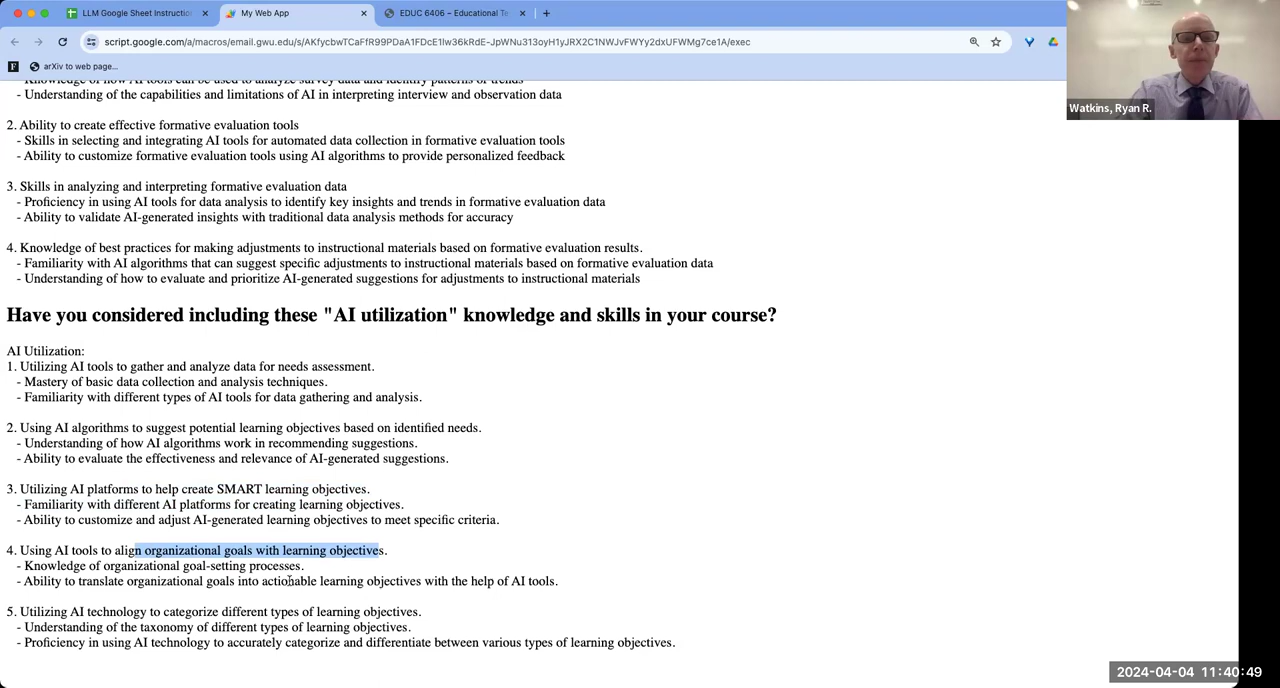 LLM Google Sheet Instruction
My Web App
EDUC 6406 – Educational Te
script.google.com/a/macros/email.gwu.edu/s/AKfycbwTCaFfR99PDaA1FDcE1lw36kRdE-JpWNu313oyH1yJRX2C1NWJvFWYy2dxUFWMg7ce1A/exec
arXiv to web page...
Watkins, Ryan R.
- Knowledge of how AI tools can be used to analyze survey data and identify patterns or trends
- Understanding of the capabilities and limitations of AI in interpreting interview and observation data
2. Ability to create effective formative evaluation tools
- Skills in selecting and integrating AI tools for automated data collection in formative evaluation tools
- Ability to customize formative evaluation tools using AI algorithms to provide personalized feedback
3. Skills in analyzing and interpreting formative evaluation data
- Proficiency in using AI tools for data analysis to identify key insights and trends in formative evaluation data
- Ability to validate AI-generated insights with traditional data analysis methods for accuracy
4. Knowledge of best practices for making adjustments to instructional materials based on formative evaluation results.
- Familiarity with AI algorithms that can suggest specific adjustments to instructional materials based on formative evaluation data
- Understanding of how to evaluate and prioritize AI-generated suggestions for adjustments to instructional materials
Have you considered including these "AI utilization" knowledge and skills in your course?
AI Utilization:
1. Utilizing AI tools to gather and analyze data for needs assessment.
- Mastery of basic data collection and analysis techniques.
- Familiarity with different types of AI tools for data gathering and analysis.
2. Using AI algorithms to suggest potential learning objectives based on identified needs.
- Understanding of how AI algorithms work in recommending suggestions.
- Ability to evaluate the effectiveness and relevance of AI-generated suggestions.
3. Utilizing AI platforms to help create SMART learning objectives.
- Familiarity with different AI platforms for creating learning objectives.
- Ability to customize and adjust AI-generated learning objectives to meet specific criteria.
4. Using AI tools to align organizational goals with learning objectives.
- Knowledge of organizational goal-setting processes.
- Ability to translate organizational goals into actionable learning objectives with the help of AI tools.
5. Utilizing AI technology to categorize different types of learning objectives.
- Understanding of the taxonomy of different types of learning objectives.
- Proficiency in using AI technology to accurately categorize and differentiate between various types of learning objectives.
2024-04-04 11:40:49